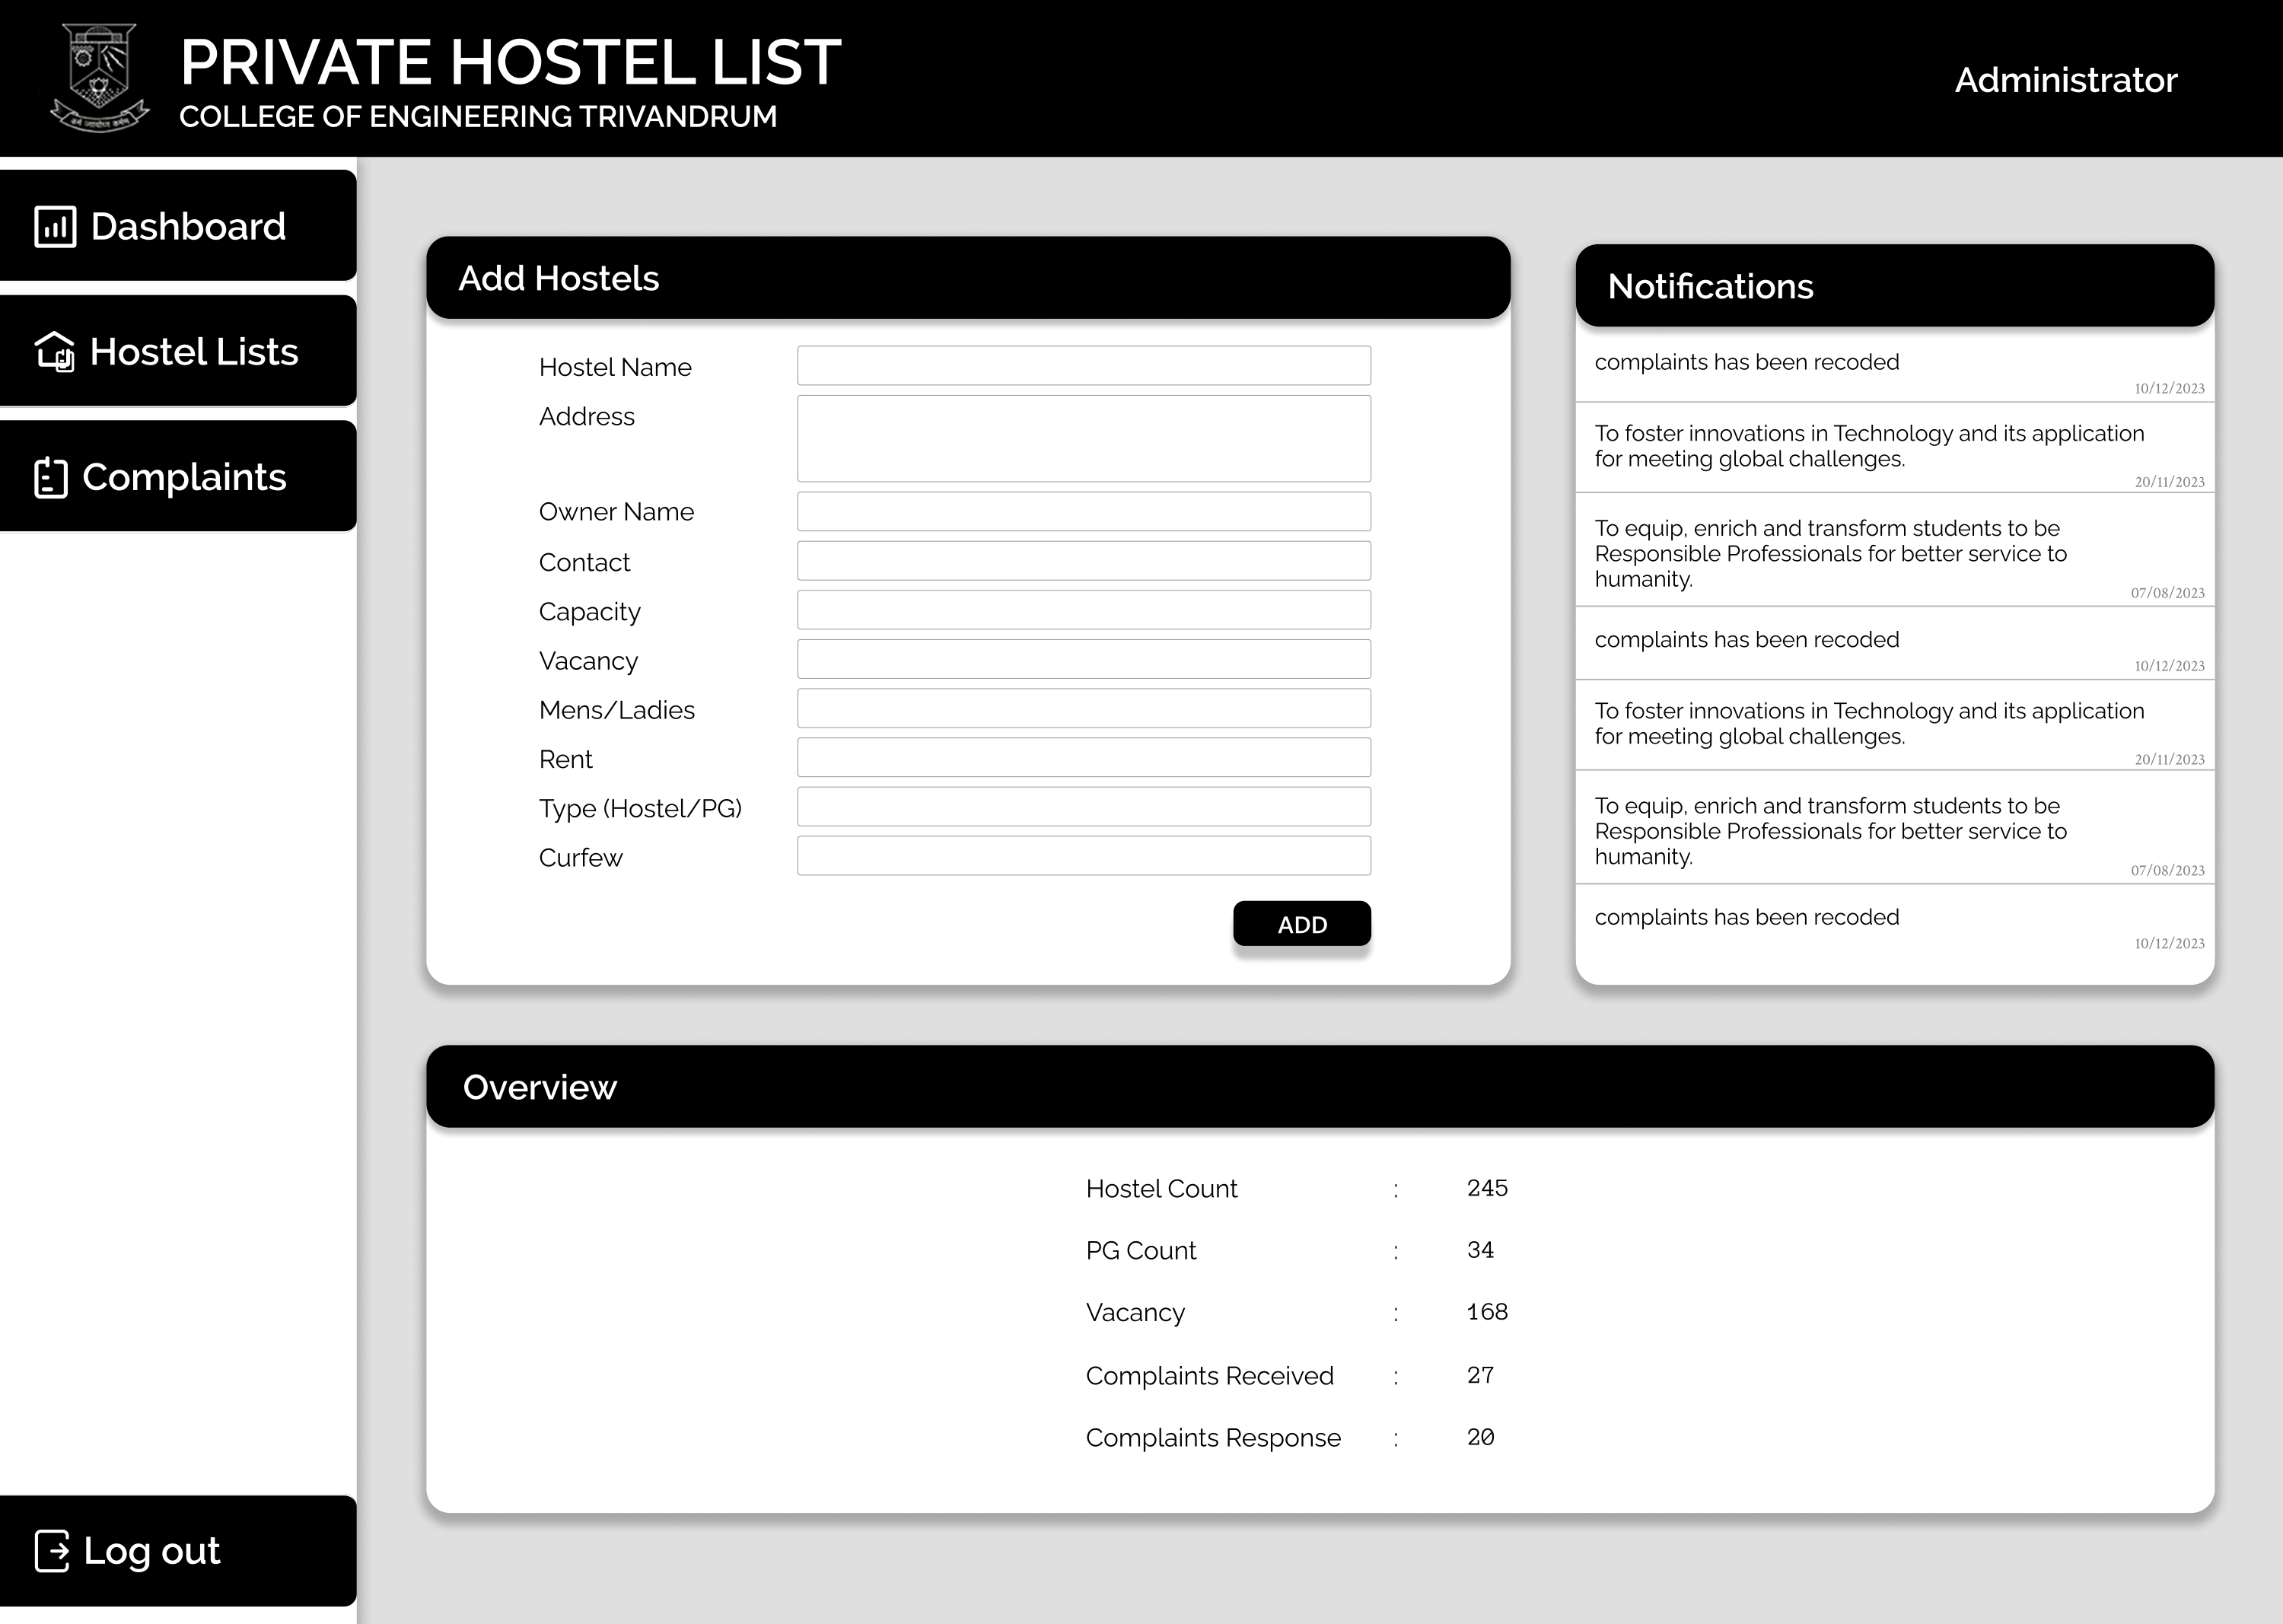 PRIVATE HOSTEL LIST
COLLEGE OF ENGINEERING TRIVANDRUM
Administrator
Dashboard
Hostel Lists
Complaints
Log out
Add Hostels
Hostel Name
Address
Owner Name
Contact
Capacity
Vacancy
Mens/Ladies
Rent
Type (Hostel/PG)
Curfew
ADD
Notifications
complaints has been recoded
10/12/2023
To foster innovations in Technology and its application
for meeting global challenges.
20/11/2023
To equip, enrich and transform students to be
Responsible Professionals for better service to
humanity.
07/08/2023
complaints has been recoded
10/12/2023
To foster innovations in Technology and its application
for meeting global challenges.
20/11/2023
To equip, enrich and transform students to be
Responsible Professionals for better service to
humanity.
07/08/2023
complaints has been recoded
10/12/2023
Overview
Hostel Count : 245
PG Count : 34
Vacancy : 168
Complaints Received : 27
Complaints Response : 20